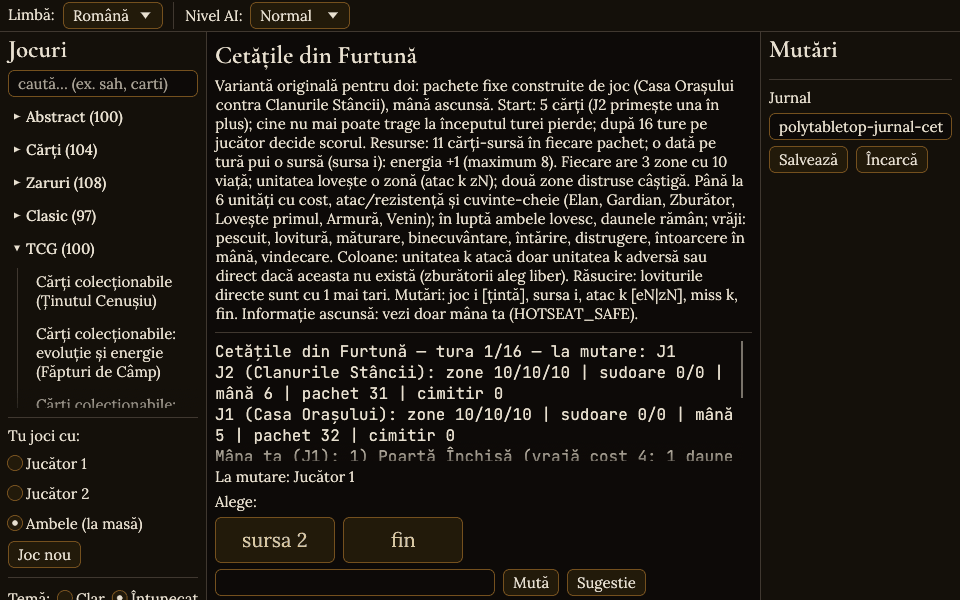 Limbă:
Română
Nivel AI:
Normal
Jocuri
caută... (ex. sah, carti)
Abstract (100)
Cărți (104)
Zaruri (108)
Clasic (97)
TCG (100)
Cărți colecționabile
(Ținutul Cenușiu)
Cărți colecționabile:
evoluție și energie
(Făpturi de Câmp)
Cărți colecționabile:
Tu joci cu:
Jucător 1
Jucător 2
Ambele (la masă)
Joc nou
Temă:
Clar
Întunecat
Cetățile din Furtună
Variantă originală pentru doi: pachete fixe construite de joc (Casa Orașului
contra Clanurile Stâncii), mână ascunsă. Start: 5 cărți (J2 primește una în
plus); cine nu mai poate trage la începutul turei pierde; după 16 ture pe
jucător decide scorul. Resurse: 11 cărți-sursă în fiecare pachet; o dată pe
tură pui o sursă (sursa i): energia +1 (maximum 8). Fiecare are 3 zone cu 10
viață; unitatea lovește o zonă (atac k zN); două zone distruse câștigă. Până la
6 unități cu cost, atac/rezistență și cuvinte-cheie (Elan, Gardian, Zburător,
Lovește primul, Armură, Venin); în luptă ambele lovesc, daunele rămân; vrăji:
pescuit, lovitură, măturare, binecuvântare, întărire, distrugere, întoarcere în
mână, vindecare. Coloane: unitatea k atacă doar unitatea k adversă sau
direct dacă aceasta nu există (zburătorii aleg liber). Răsucire: loviturile
directe sunt cu 1 mai tari. Mutări: joc i [țintă], sursa i, atac k [eN|zN], miss k,
fin. Informație ascunsă: vezi doar mâna ta (HOTSEAT_SAFE).
Cetățile din Furtună — tura 1/16 — la mutare: J1
J2 (Clanurile Stâncii): zone 10/10/10 | sudoare 0/0 |
mână 6 | pachet 31 | cimitir 0
J1 (Casa Orașului): zone 10/10/10 | sudoare 0/0 | mână
5 | pachet 32 | cimitir 0
Mâna ta (J1): 1) Poartă Închisă (vrajă cost 4: 1 daune
La mutare: Jucător 1
Alege:
sursa 2
fin
Mută
Sugestie
Mutări
Jurnal
polytabletop-jurnal-cet
Salvează
Încarcă